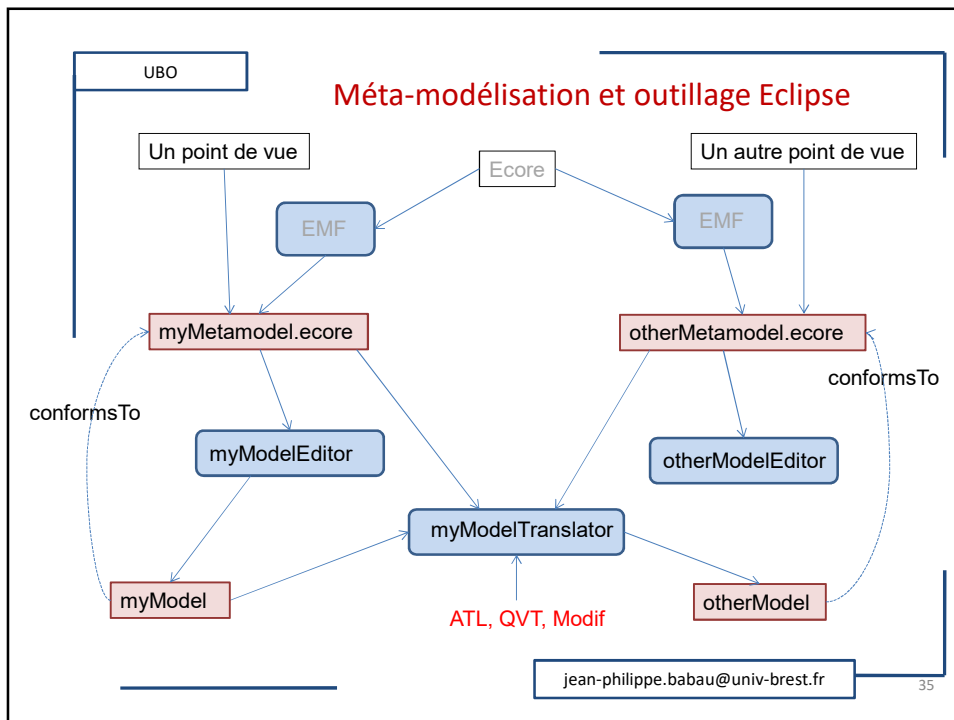 UBO
Méta-modélisation et outillage Eclipse
Un point de vue
Ecore
Un autre point de vue
EMF
EMF
myMetamodel.ecore
otherMetamodel.ecore
conformsTo
conformsTo
myModelEditor
otherModelEditor
myModelTranslator
myModel
otherModel
ATL, QVT, Modif
jean-philippe.babau@univ-brest.fr
35